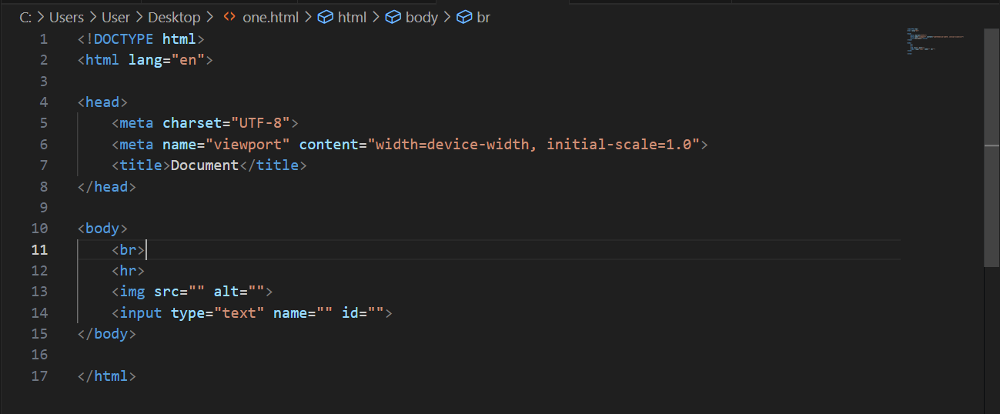 C: > Users > User > Desktop > <> one.html > html > body > br
1 <!DOCTYPE html>
2 <html lang="en">
3
4 <head>
5     <meta charset="UTF-8">
6     <meta name="viewport" content="width=device-width, initial-scale=1.0">
7     <title>Document</title>
8 </head>
9
10 <body>
11     <br>
12     <hr>
13     <img src="" alt="">
14     <input type="text" name="" id="">
15 </body>
16
17 </html>